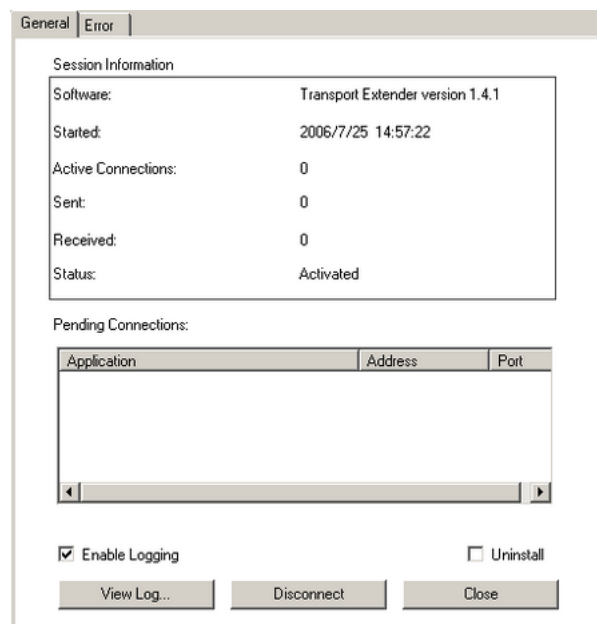 General Error
Session Information
Software: Transport Extender version 1.4.1
Started: 2006/7/25 14:57:22
Active Connections: 0
Sent: 0
Received: 0
Status: Activated
Pending Connections:
Application Address Port
Enable Logging Uninstall
View Log... Disconnect Close